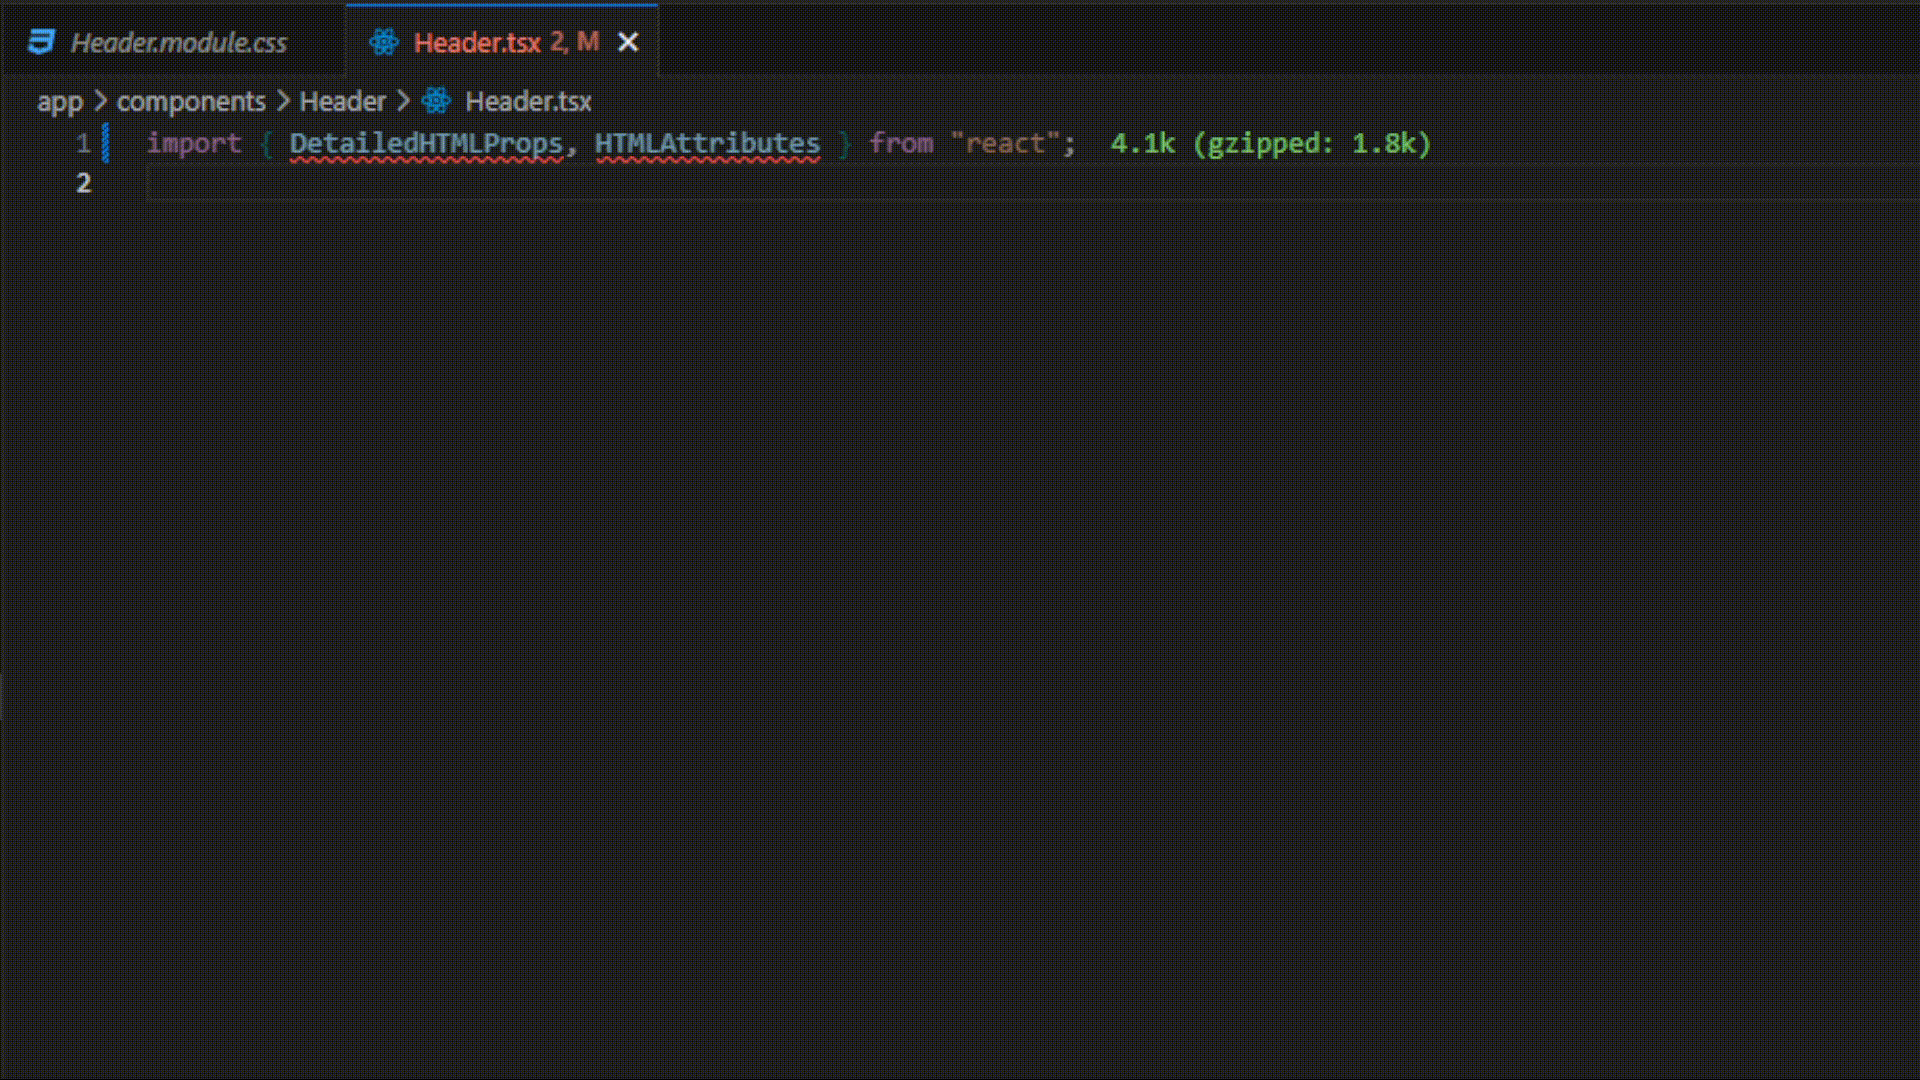 Header.module.css Header.tsx 2, M
app > components > Header > Header.tsx
1 import { DetailedHTMLProps, HTMLAttributes } from "react"; 4.1k (gzipped: 1.8k)
2